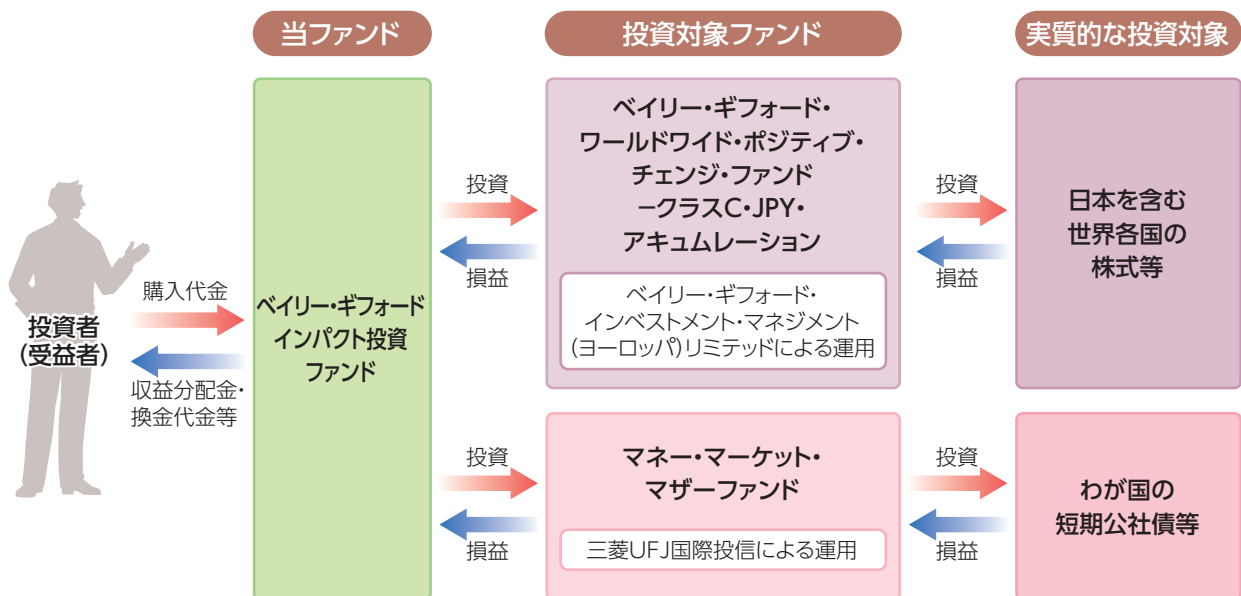 当ファンド
投資対象ファンド
実質的な投資対象
投資者
(受益者)
購入代金
収益分配金・
換金代金等
ベイリー・ギフォード
インパクト投資
ファンド
投資
損益
ベイリー・ギフォード・
ワールドワイド・ポジティブ・
チェンジ・ファンド
ークラスC・JPY・
アキュムレーション
ベイリー・ギフォード・
インベストメント・マネジメント
(ヨーロッパ)リミテッドによる運用
投資
損益
日本を含む
世界各国の
株式等
投資
損益
マネー・マーケット・
マザーファンド
三菱UFJ国際投信による運用
投資
損益
わが国の
短期公社債等